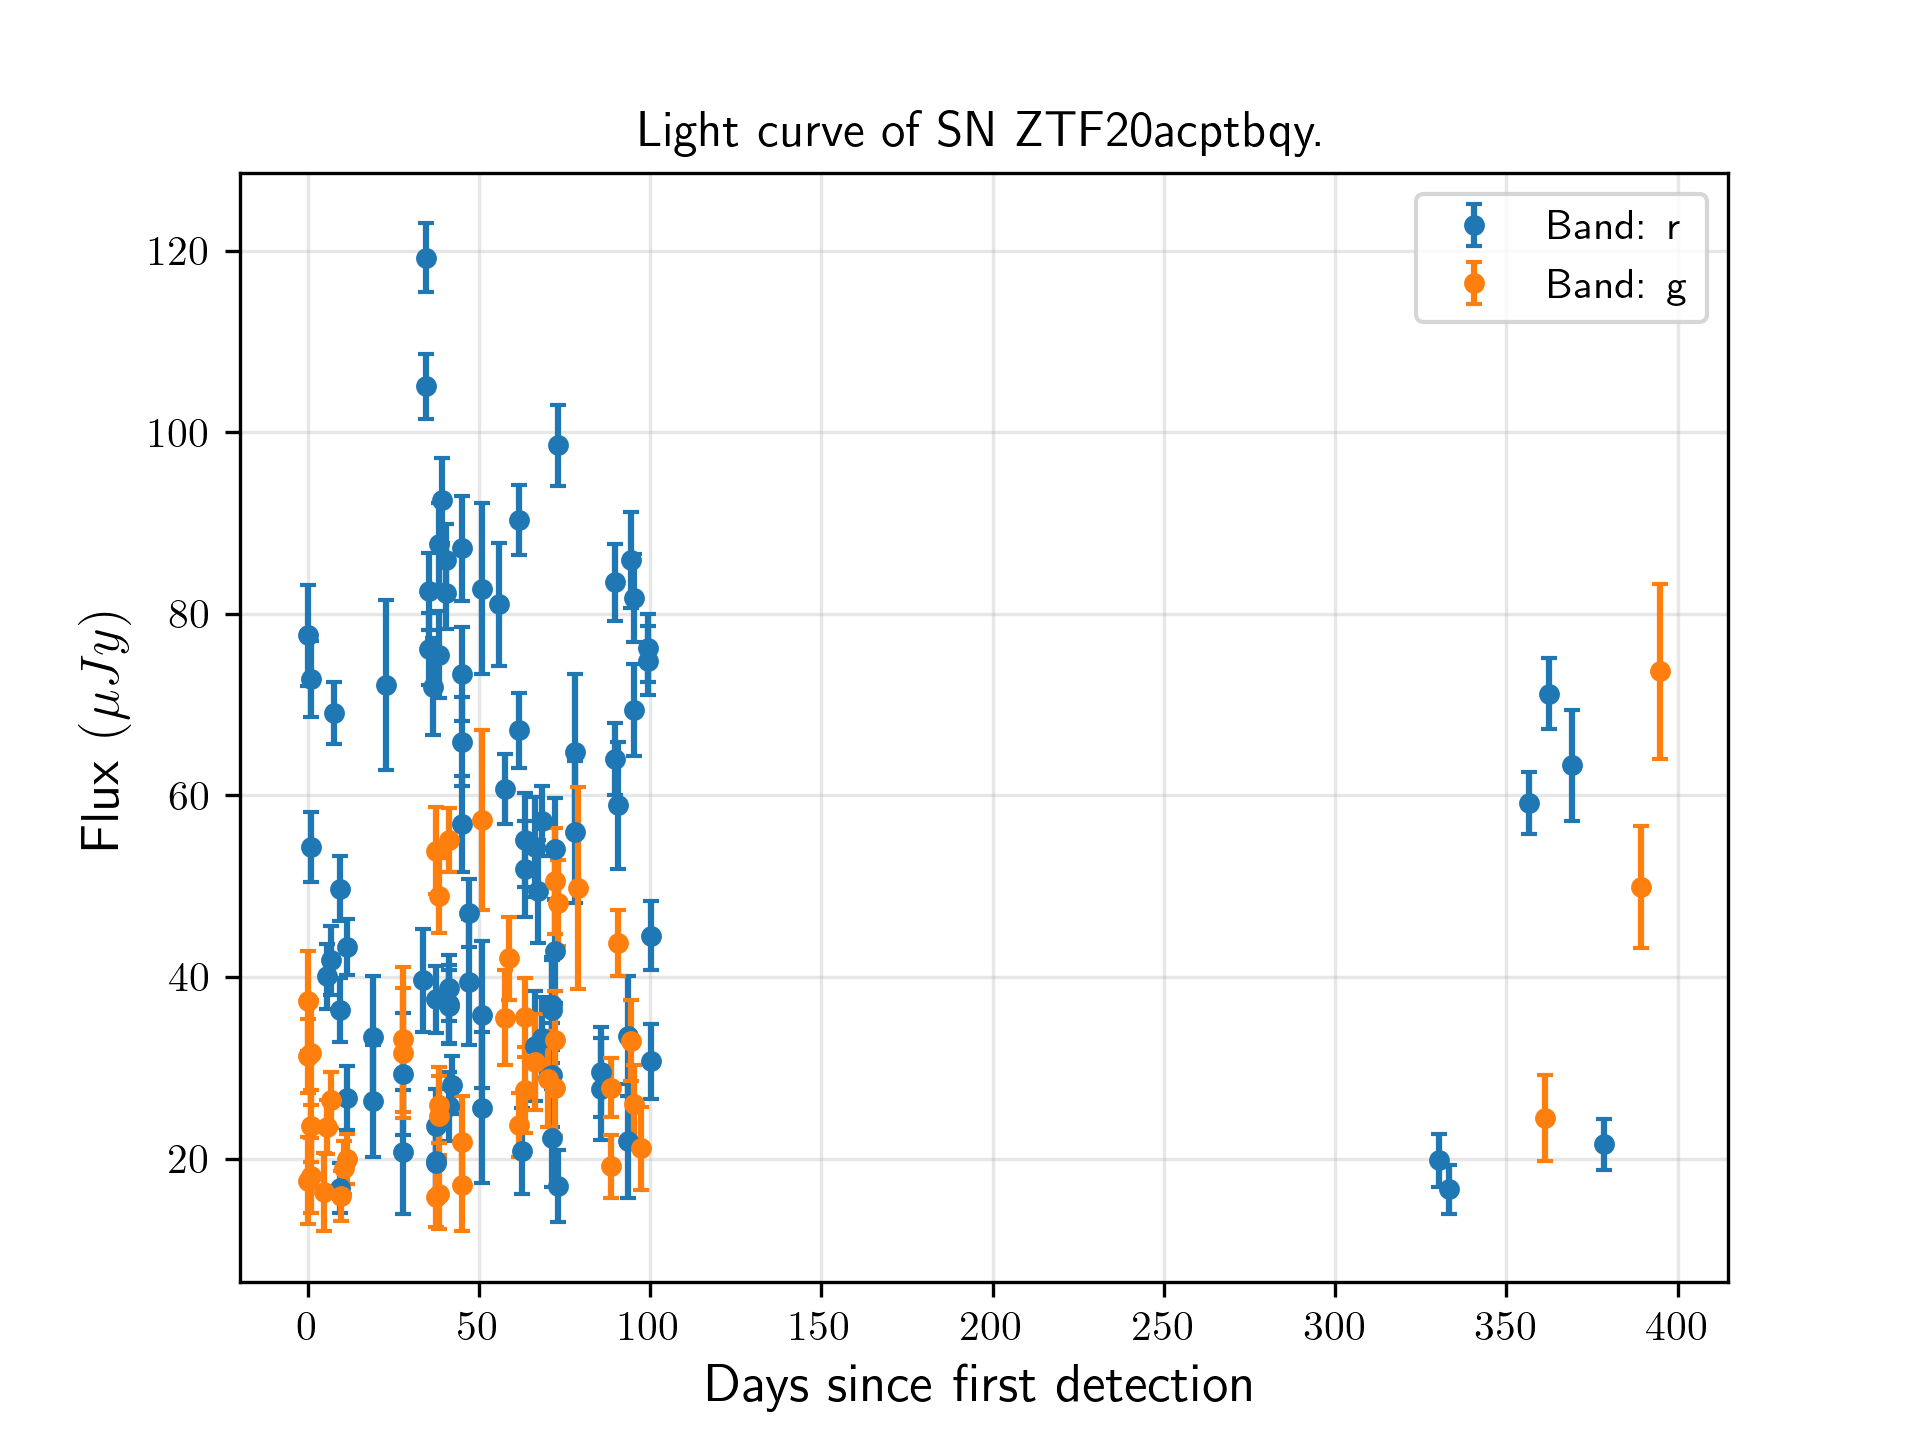 Light curve of SN ZTF20acptbqy.
Band: r
Band: g
Flux (μJy)
120
100
80
60
40
20
0 50 100 150 200 250 300 350 400
Days since first detection